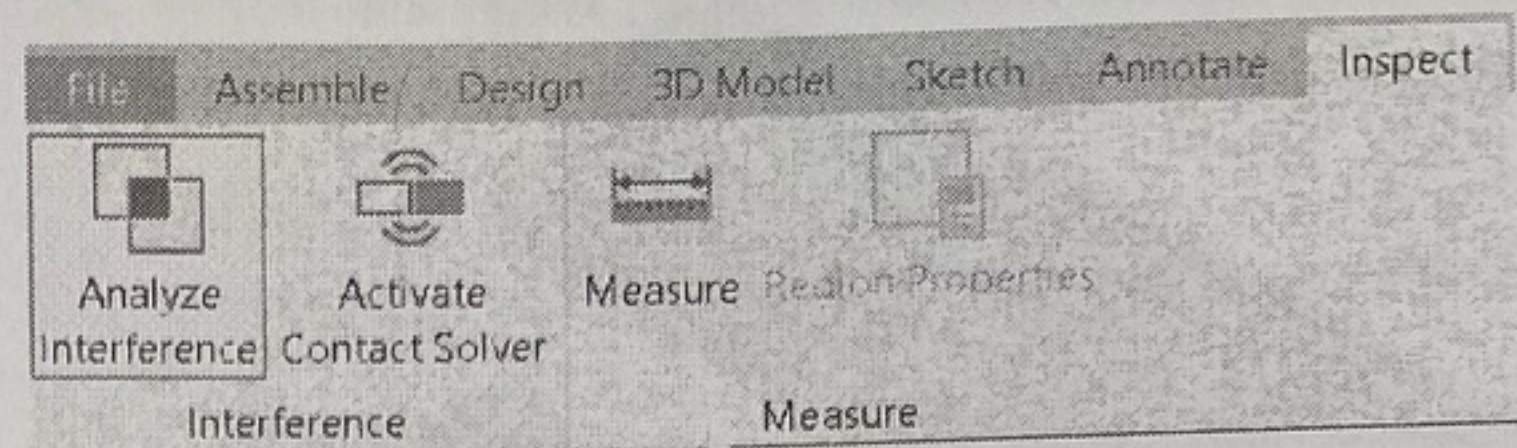 File Assemble Design 3D Model Sketch Annotate Inspect
Analyze Activate Measure Region Properties
Interference Contact Solver
Interference Measure